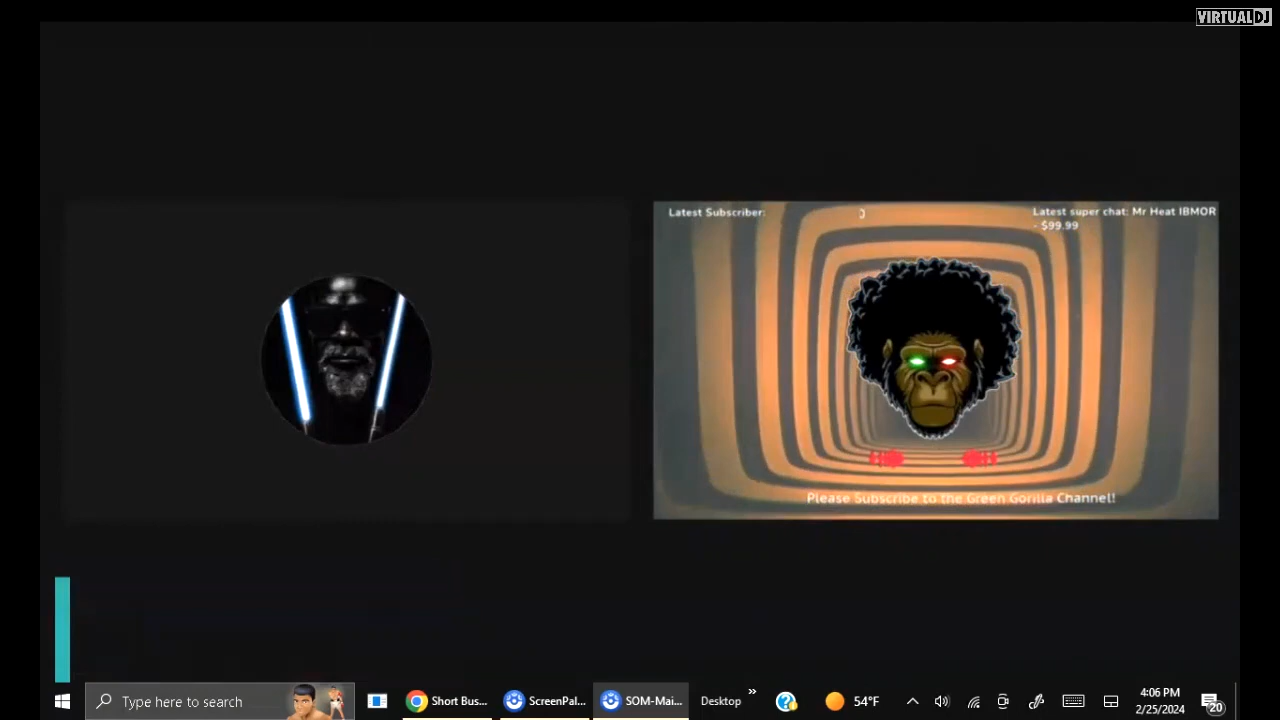 VIRTUALDJ
Latest Subscriber:
Latest super chat: Mr Heat IBMOR
- $99.99
Please Subscribe to the Green Gorilla Channel!
Type here to search
Short Bus...
ScreenPal...
SOM-Mai...
Desktop
»
54°F
4:06 PM
2/25/2024
20